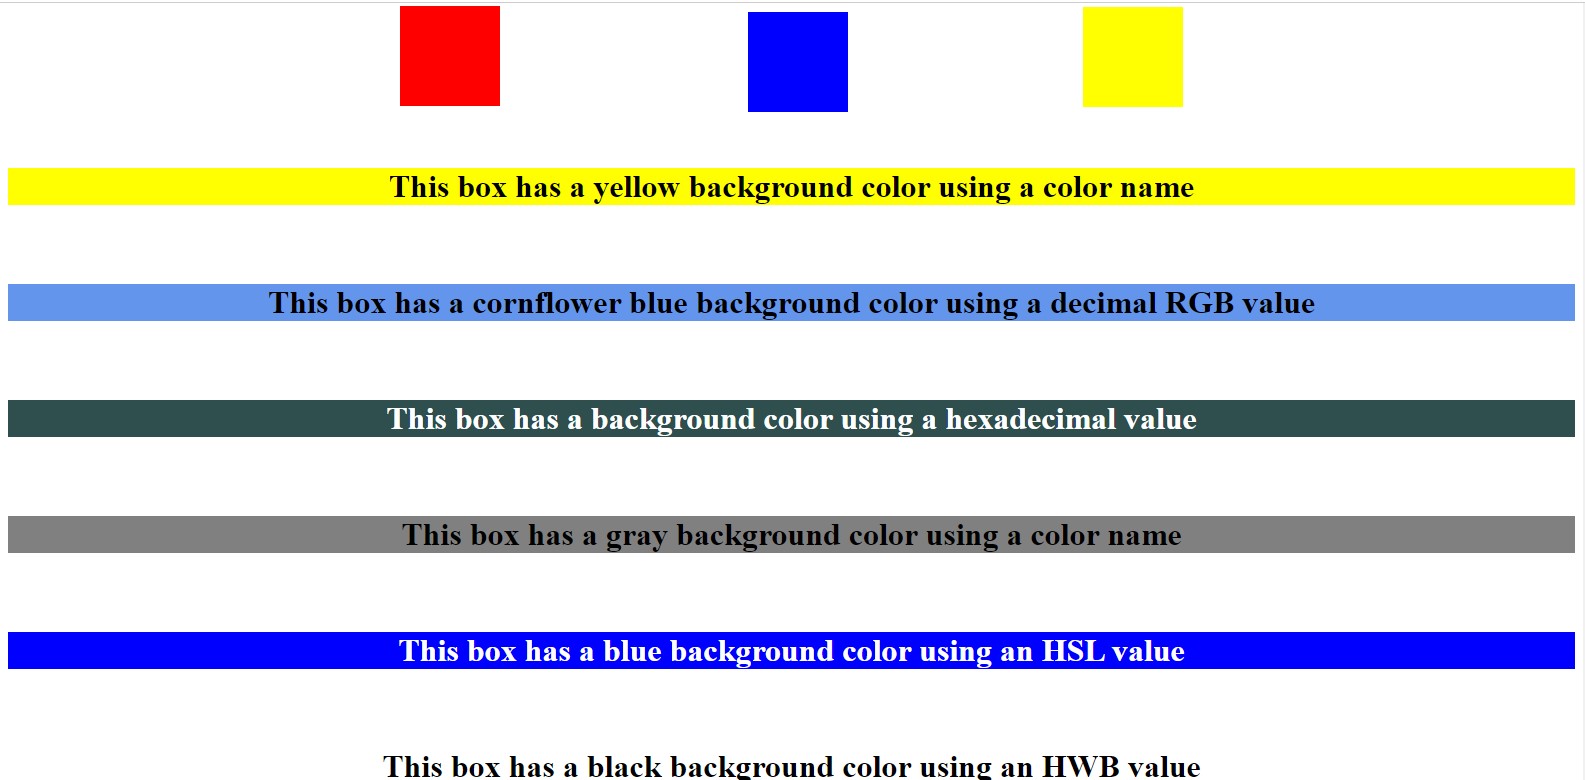 This box has a yellow background color using a color name
This box has a cornflower blue background color using a decimal RGB value
This box has a background color using a hexadecimal value
This box has a gray background color using a color name
This box has a blue background color using an HSL value
This box has a black background color using an HWB value